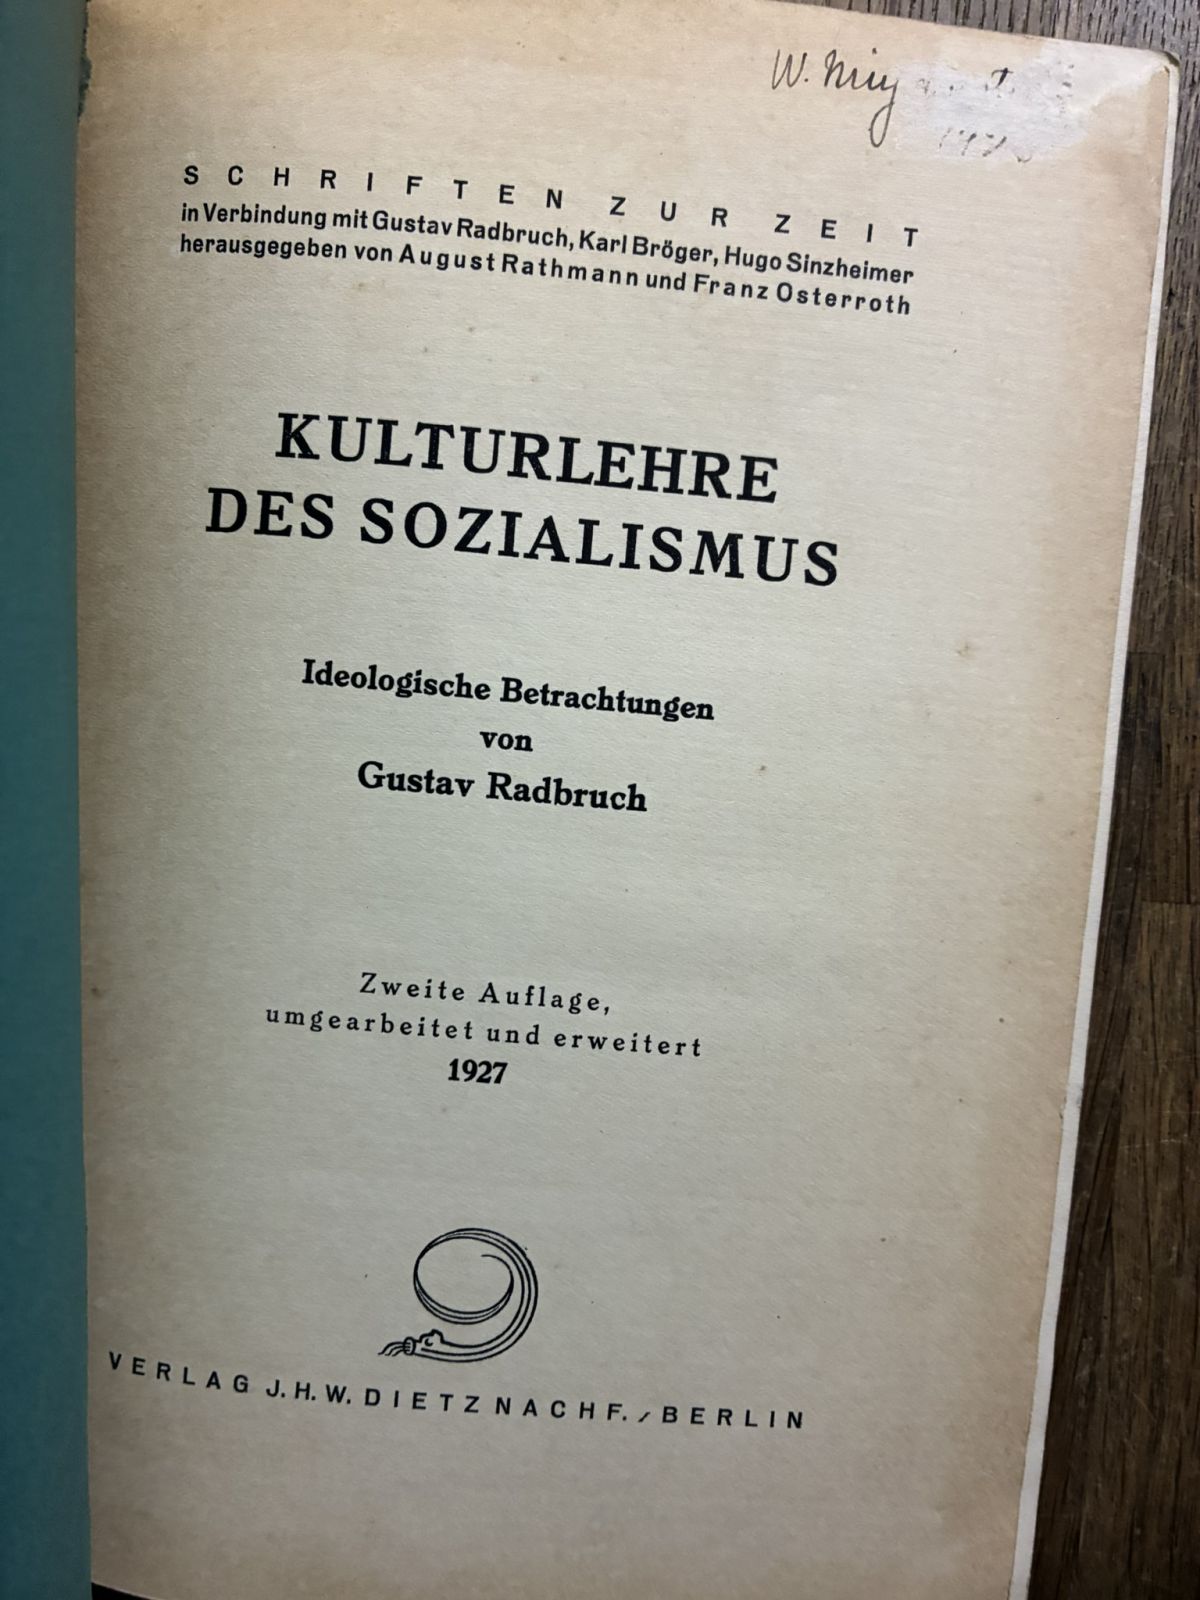 W.
SCHRIFTEN ZUR ZEIT
in Verbindung mit Gustav Radbruch, Karl Bröger, Hugo Sinzheimer
herausgegeben von August Rathmann und Franz Osterroth
KULTURLEHRE
DES SOZIALISMUS
Ideologische Betrachtungen
von
Gustav Radbruch
Zweite Auflage,
umgearbeitet und erweitert
1927
VERLAG J.H.W. DIETZ NACHF. / BERLIN